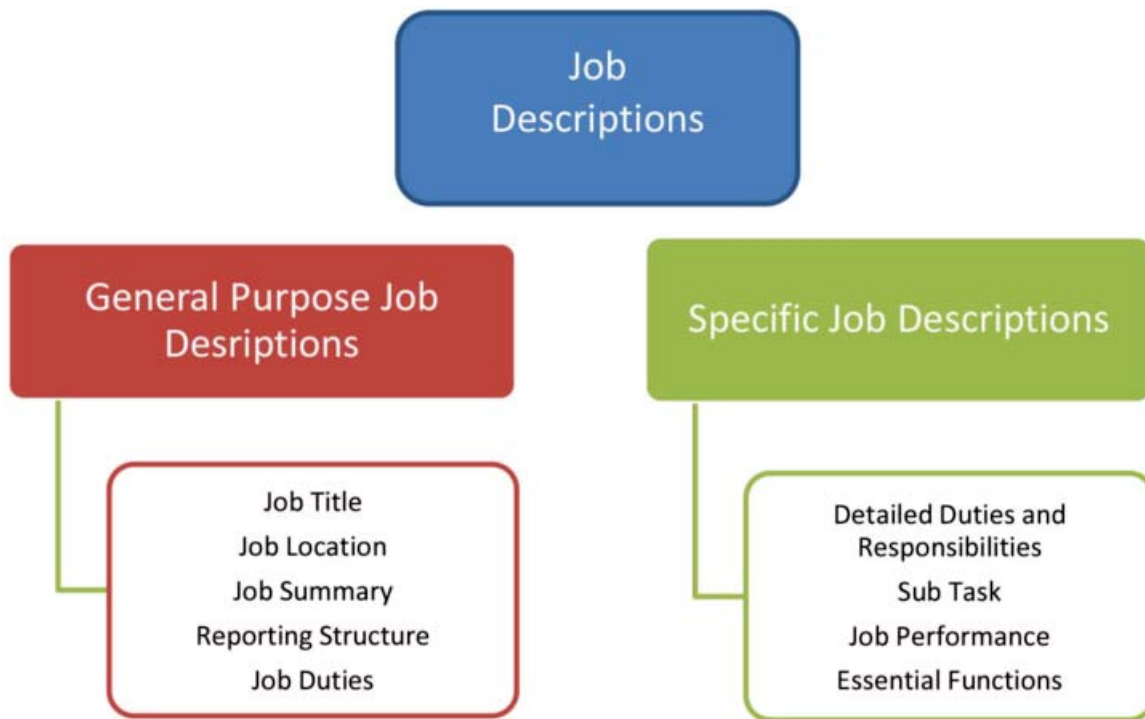 Job
Descriptions
General Purpose Job
Desriptions
Job Title
Job Location
Job Summary
Reporting Structure
Job Duties
Specific Job Descriptions
Detailed Duties and
Responsibilities
Sub Task
Job Performance
Essential Functions